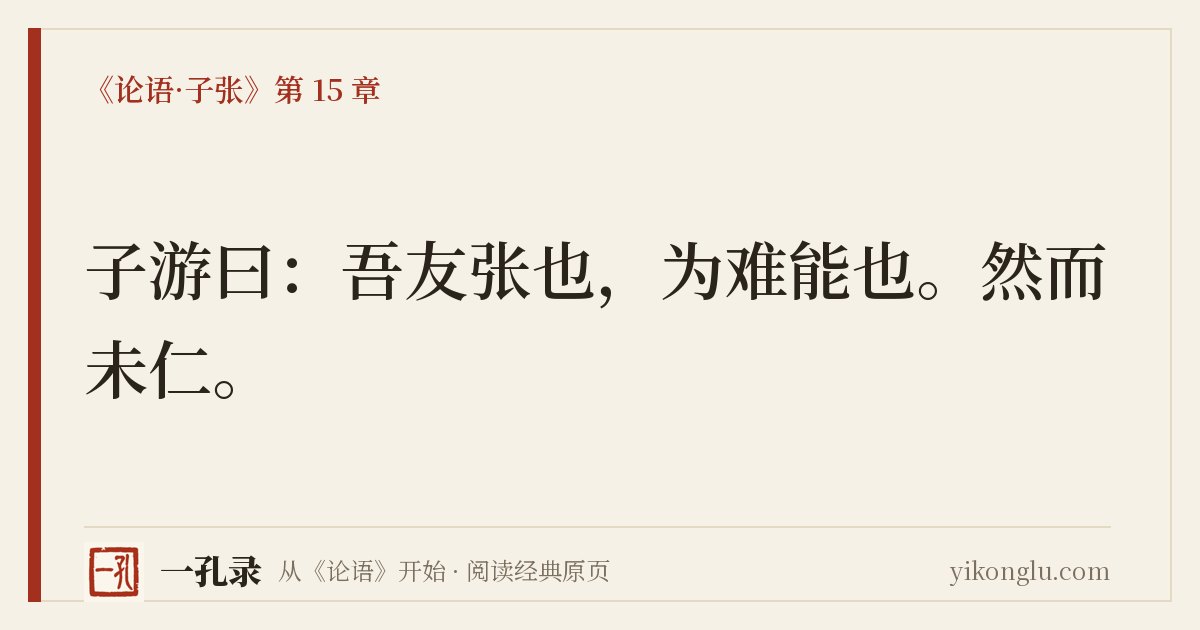 《论语·子张》第 15 章
子游曰：吾友张也，为难能也。然而
未仁。
一孔
一孔录 从《论语》开始 · 阅读经典原页 yikonglu.com